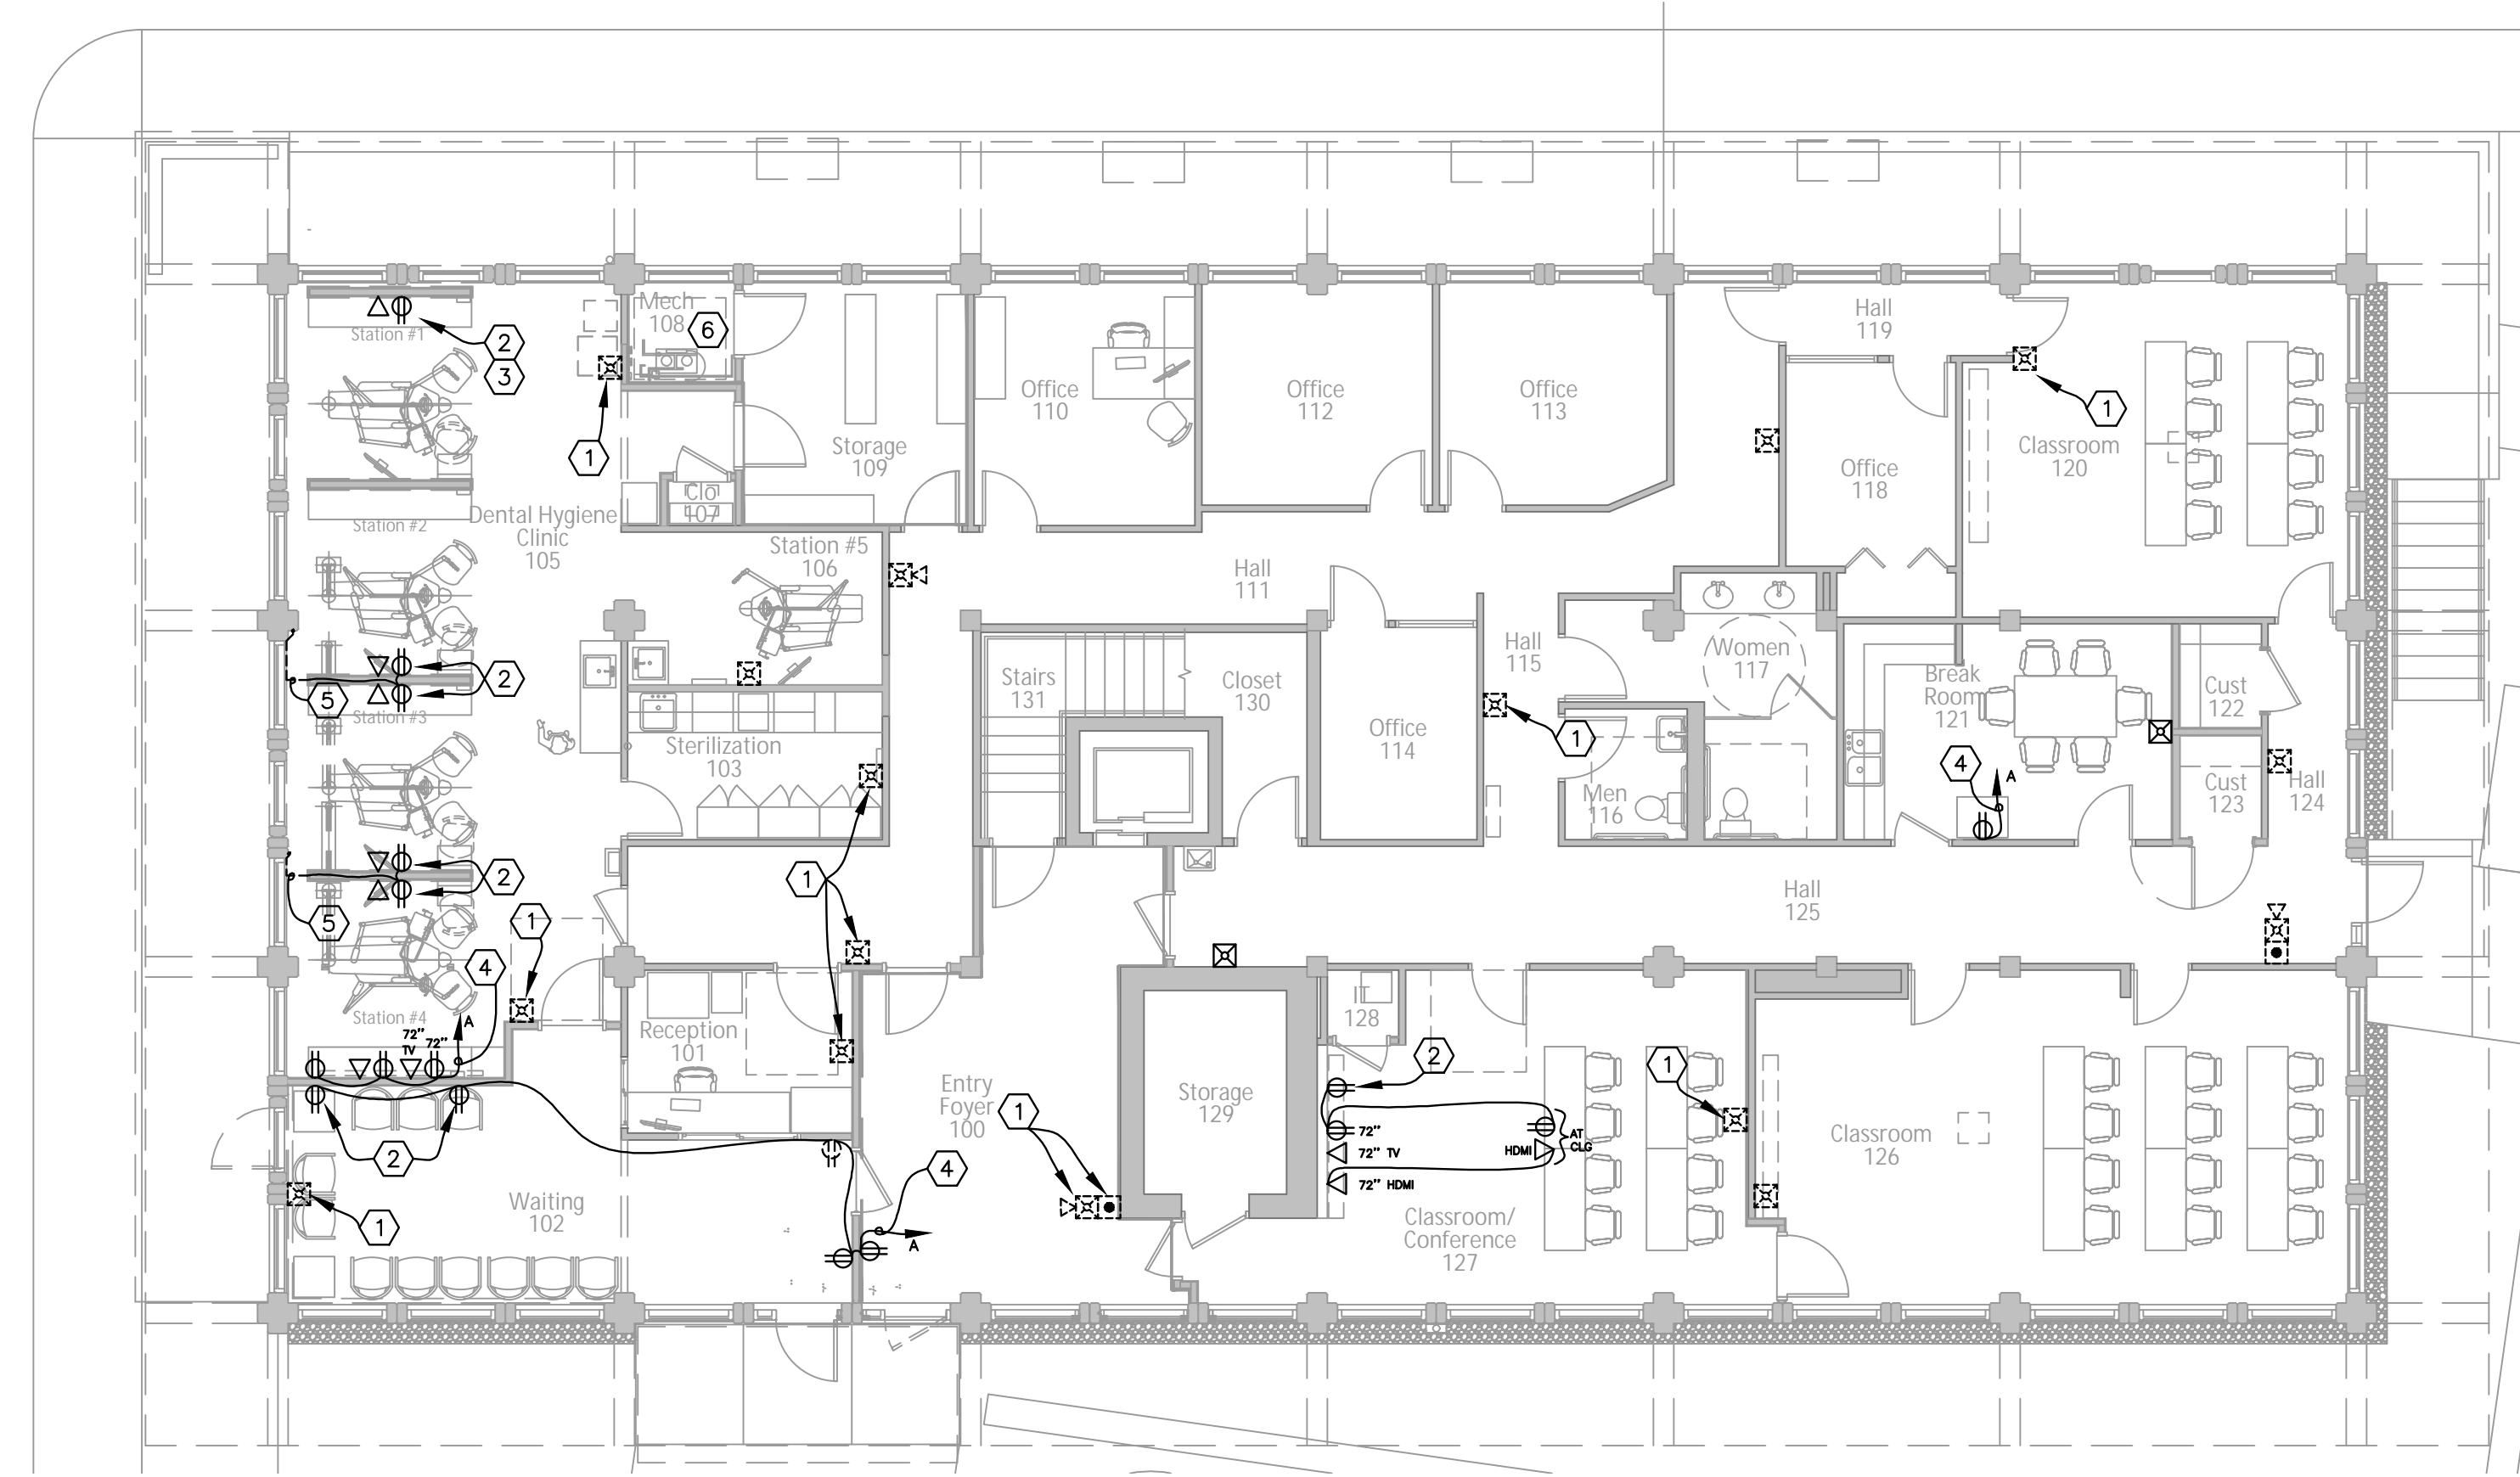 Mech
108
6
Hall
119
Station #1
2
3
Office
110
Office
112
Office
113
1
Classroom
120
Storage
109
1
Office
118
Clo
107
Station #2
Dental Hygiene
Clinic
105
Station #5
106
Hall
111
Hall
115
Women
117
Stairs
131
Closet
130
2
5
Station #3
Break
Room
121
Cust
122
Office
114
1
Sterilization
103
4
A
Men
116
Cust
123
Hall
124
1
2
5
1
Hall
125
4
Station #4
A
72"
TV
72"
IT
128
Reception
101
2
1
Entry
Foyer
100
1
Storage
129
72"
72" TV
72" HDMI
HDMI
AT
CLG
Classroom
126
2
4
1
Waiting
102
A
Classroom/
Conference
127